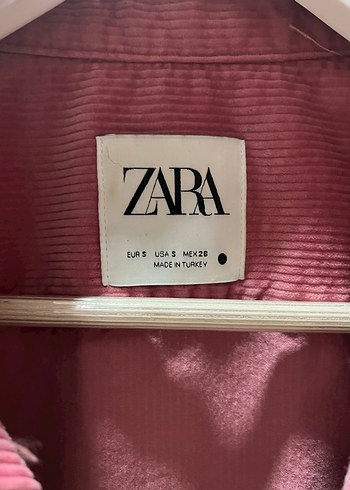 ZARA
EUR S USA S MEX 26
MADE IN TURKEY